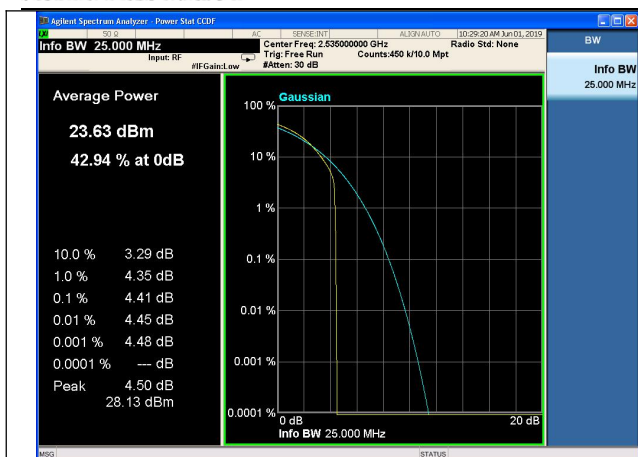 Agilent Spectrum Analyzer - Power Stat CCDF
50 Ω AC SENSE:INT ALIGN AUTO 10:29:20 AM Jun 01, 2019
Info BW 25.000 MHz
Center Freq: 2.535000000 GHz
Radio Std: None
Input: RF
Trig: Free Run
Counts:450 k/10.0 Mpt
#IFGain:Low
#Atten: 30 dB
BW
Info BW
25.000 MHz
Average Power
23.63 dBm
42.94 % at 0dB
10.0 % 3.29 dB
1.0 % 4.35 dB
0.1 % 4.41 dB
0.01 % 4.45 dB
0.001 % 4.48 dB
0.0001 % --- dB
Peak 4.50 dB
28.13 dBm
Gaussian
100 %
10 %
1 %
0.1 %
0.01 %
0.001 %
0.0001 %
0 dB 20 dB
Info BW 25.000 MHz
MSG STATUS